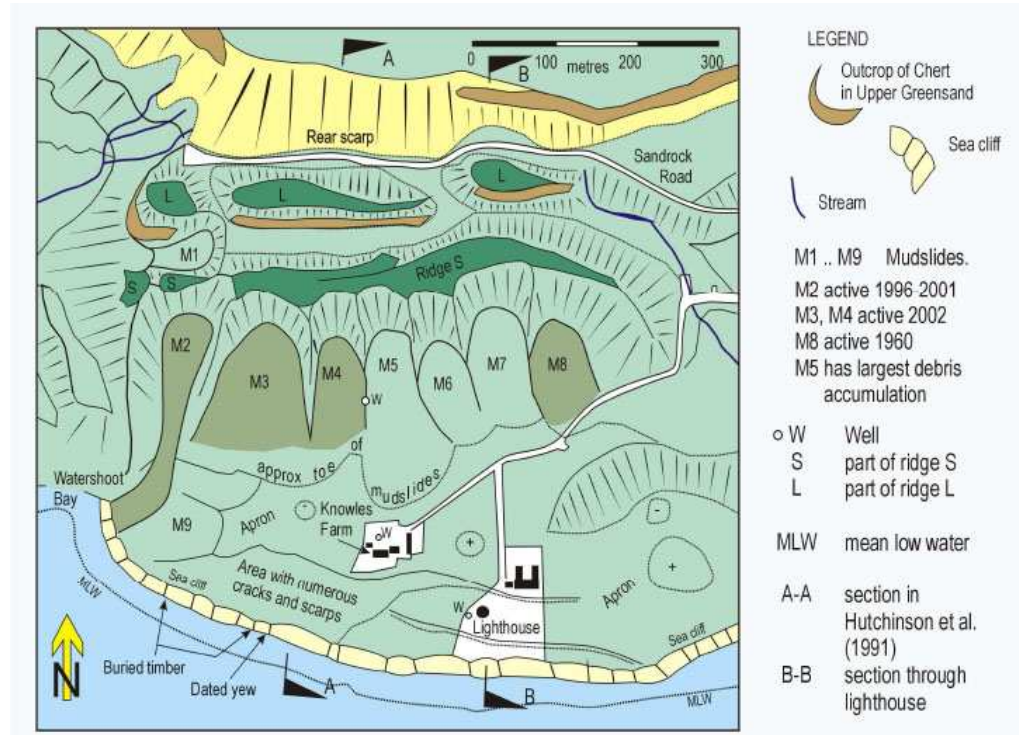 A
0 100 metres 200 300
B
Rear scarp
Sandrock
Road
L
L
L
M1
Ridge S
S
S
M2
M3
M4
M5
M6
M7
M8
W
approx toe of mudslides
Watershoot
Bay
M9
Apron
-
Knowles
Farm
W
+
-
+
Apron
Sea cliff
Area with numerous
cracks and scarps
MLW
W
Lighthouse
Sea cliff
Buried timber
Dated yew
A
B
MLW
N
LEGEND
Outcrop of Chert
in Upper Greensand
Sea cliff
Stream
M1 .. M9 Mudslides.
M2 active 1996-2001
M3, M4 active 2002
M8 active 1960
M5 has largest debris
accumulation
W Well
S part of ridge S
L part of ridge L
MLW mean low water
A-A section in
Hutchinson et al.
(1991)
B-B section through
lighthouse